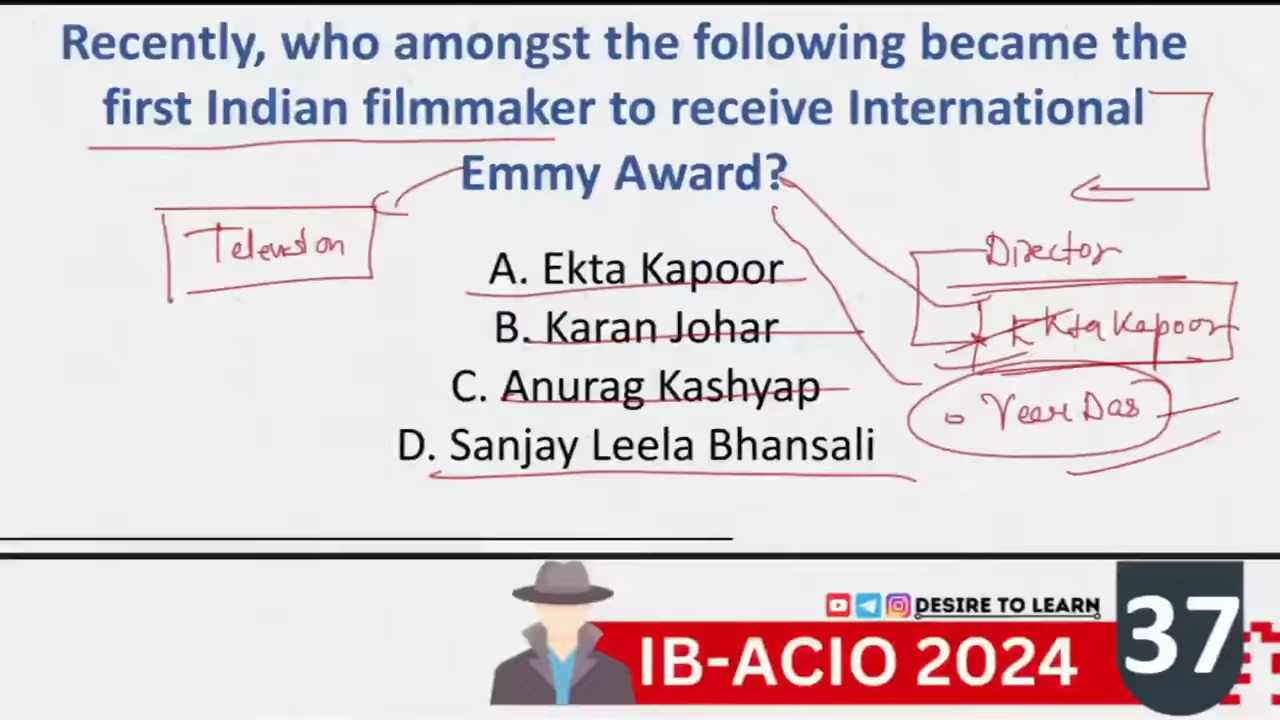 Recently, who amongst the following became the
first Indian filmmaker to receive International
Emmy Award?
Television
A. Ekta Kapoor
B. Karan Johar
C. Anurag Kashyap
D. Sanjay Leela Bhansali
Director
Ekta Kapoor
Veer Das
DESIRE TO LEARN
IB-ACIO 2024
37